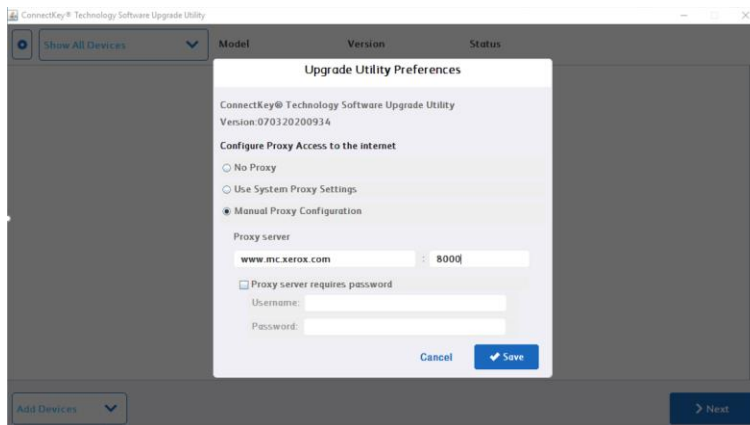 ConnectKey® Technology Software Upgrade Utility
Show All Devices Model Version Status
Upgrade Utility Preferences
ConnectKey® Technology Software Upgrade Utility
Version:070320200934
Configure Proxy Access to the internet
No Proxy
Use System Proxy Settings
Manual Proxy Configuration
Proxy server
www.mc.xerox.com : 8000
Proxy server requires password
Username:
Password:
Cancel Save
Add Devices Next